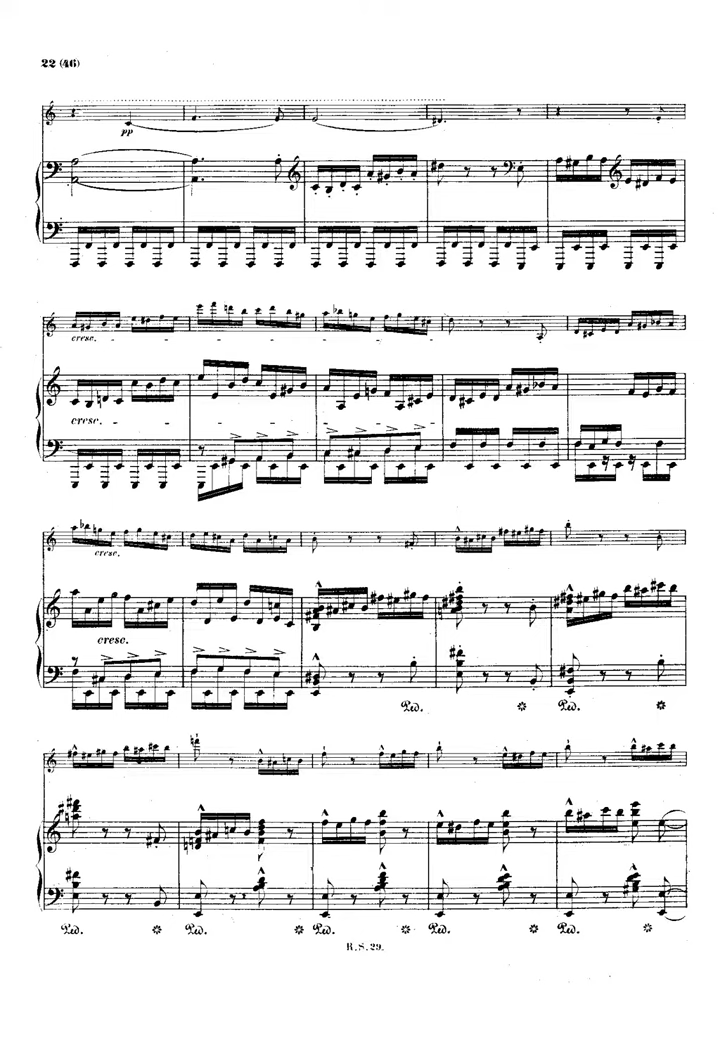 22 (46)
pp
cresc.
cresc.
cresc.
cresc.
Ped. Ped.
Ped. Ped. Ped. Ped. Ped.
R. S. 29.